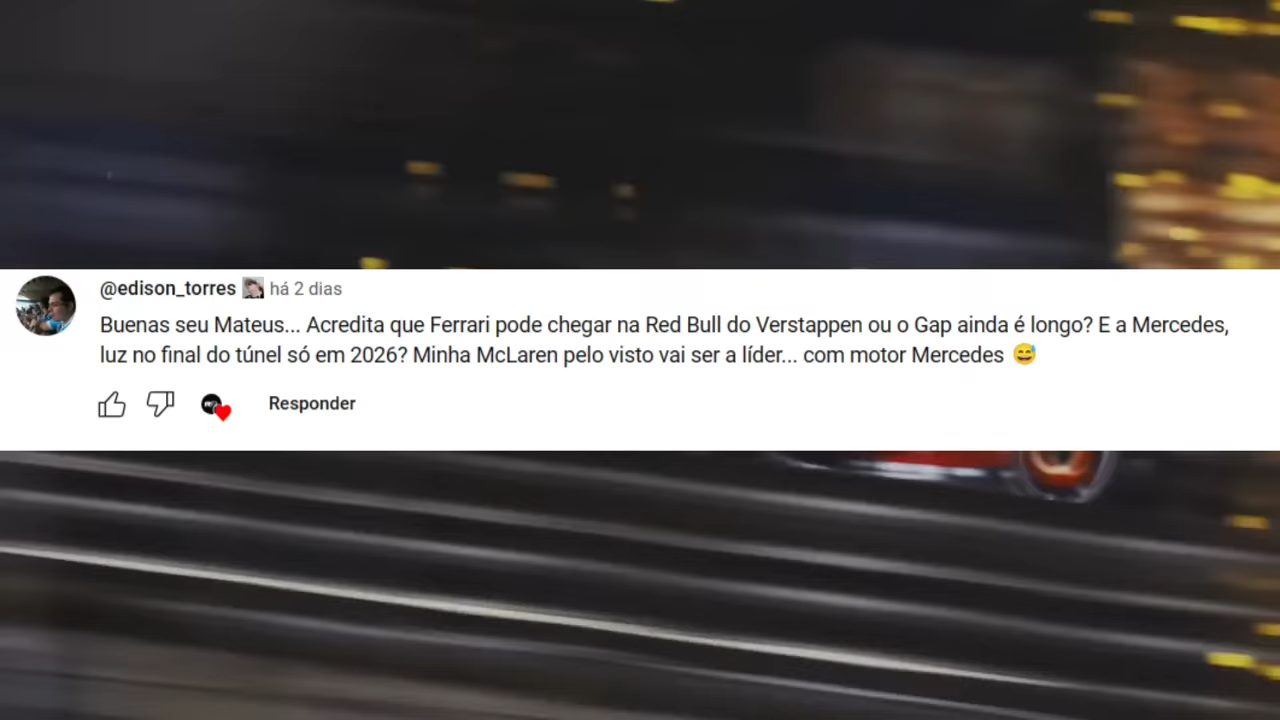 @edison_torres há 2 dias
Buenas seu Mateus... Acredita que Ferrari pode chegar na Red Bull do Verstappen ou o Gap ainda é longo? E a Mercedes,
luz no final do túnel só em 2026? Minha McLaren pelo visto vai ser a líder... com motor Mercedes 😅
Responder